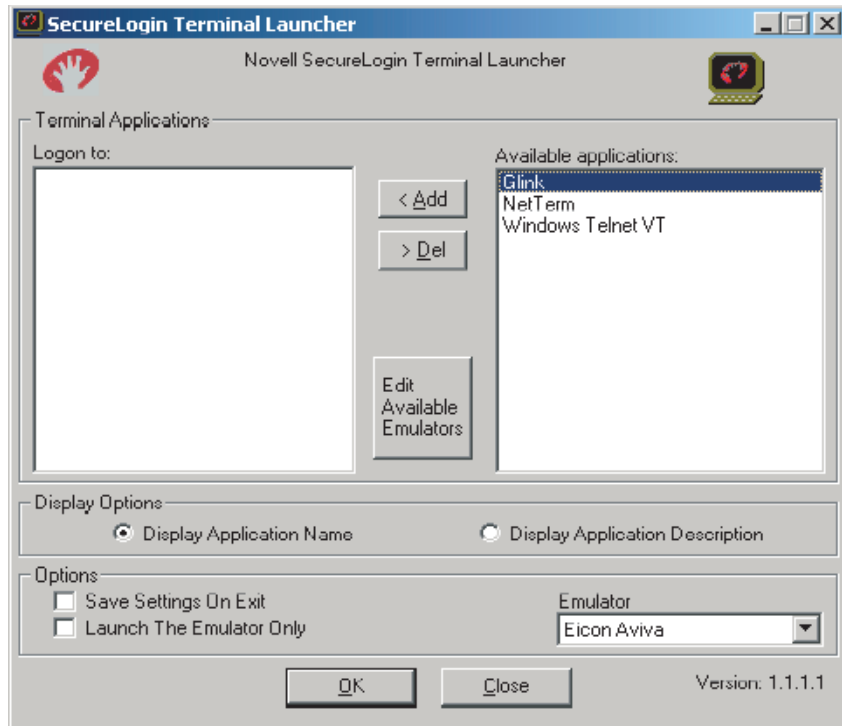 SecureLogin Terminal Launcher
Novell SecureLogin Terminal Launcher
Terminal Applications
Logon to:
Available applications:
< Add
> Del
Edit
Available
Emulators
Glink
NetTerm
Windows Telnet VT
Display Options
Display Application Name
Display Application Description
Options
Save Settings On Exit
Launch The Emulator Only
Emulator
Eicon Aviva
OK
Close
Version: 1.1.1.1